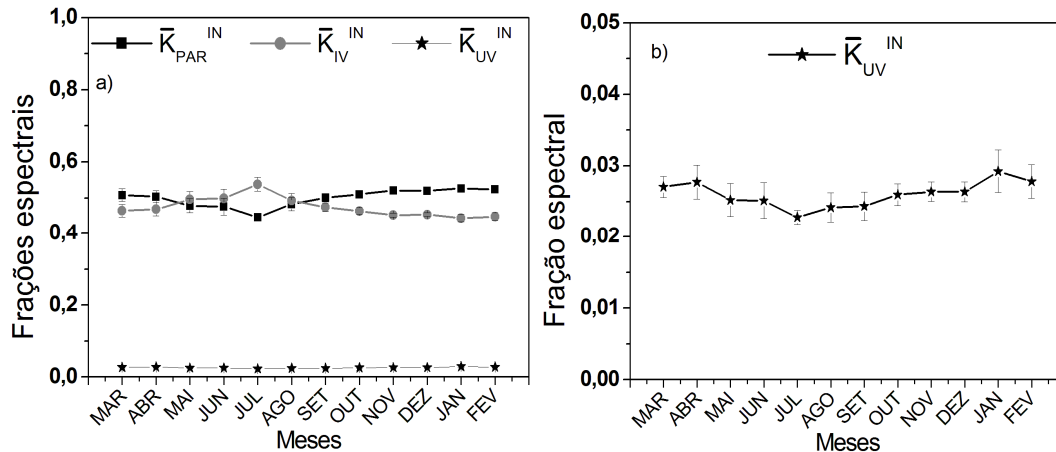 1,0
0,8
0,6
0,4
0,2
0,0
Frações espectrais
K̄PAR IN
K̄IV IN
K̄UV IN
a)
MAR ABR MAI JUN JUL AGO SET OUT NOV DEZ JAN FEV
Meses
0,05
0,04
0,03
0,02
0,01
0,00
Fração espectral
b)
K̄UV IN
MAR ABR MAI JUN JUL AGO SET OUT NOV DEZ JAN FEV
Meses